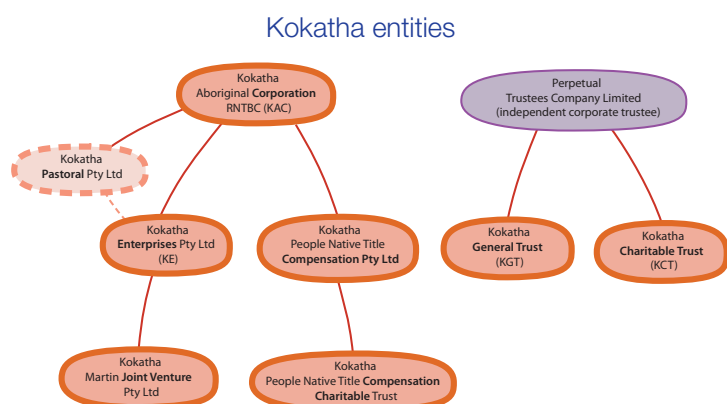 Kokatha entities
Kokatha
Aboriginal Corporation
RNTBC (KAC)
Perpetual
Trustees Company Limited
(independent corporate trustee)
Kokatha
Pastoral Pty Ltd
Kokatha
Enterprises Pty Ltd
(KE)
Kokatha
People Native Title
Compensation Pty Ltd
Kokatha
General Trust
(KGT)
Kokatha
Charitable Trust
(KCT)
Kokatha
Martin Joint Venture
Pty Ltd
Kokatha
People Native Title Compensation
Charitable Trust